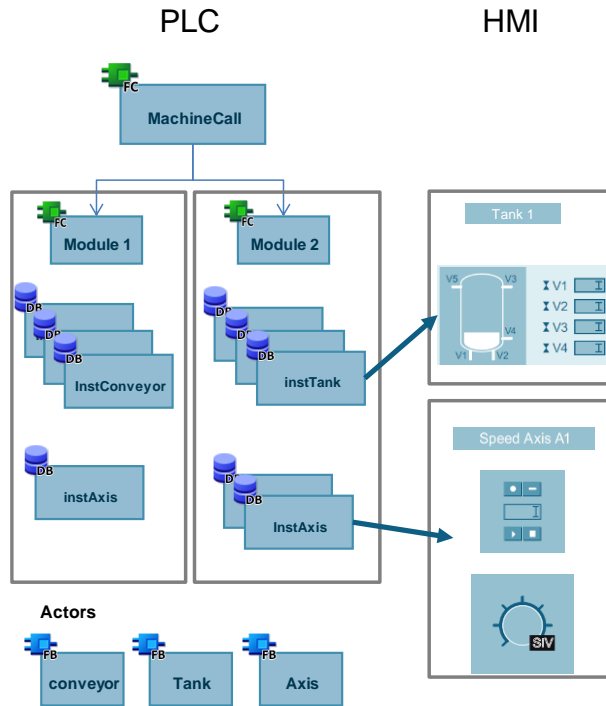 PLC
HMI
FC
MachineCall
FC
Module 1
FC
Module 2
Tank 1
V5
V3
V4
V1
V2
V1
V2
V3
V4
DB
DB
DB
InstConveyor
DB
DB
DB
instTank
DB
instAxis
DB
DB
InstAxis
Speed Axis A1
SIV
Actors
FB
conveyor
FB
Tank
FB
Axis